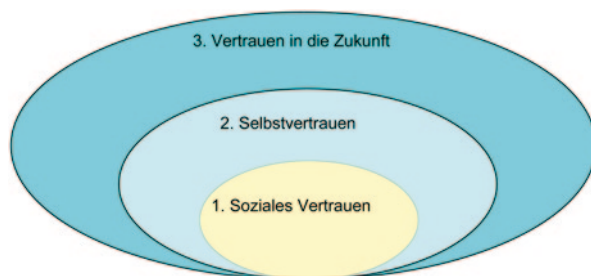 3. Vertrauen in die Zukunft
2. Selbstvertrauen
1. Soziales Vertrauen